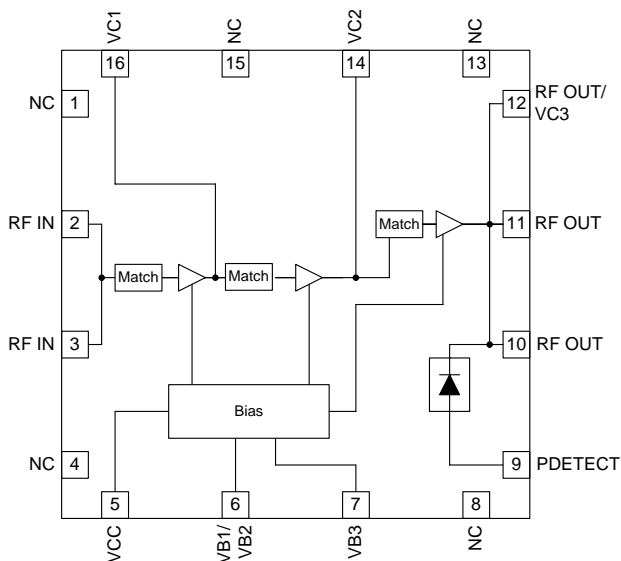 VC1
NC
VC2
NC
16
15
14
13
NC
1
12
RF OUT/
VC3
RF IN
2
Match
11
RF OUT
Match
Match
RF IN
3
10
RF OUT
Bias
NC
4
9
PDETECT
5
6
7
8
VCC
VB1/
VB2
VB3
NC